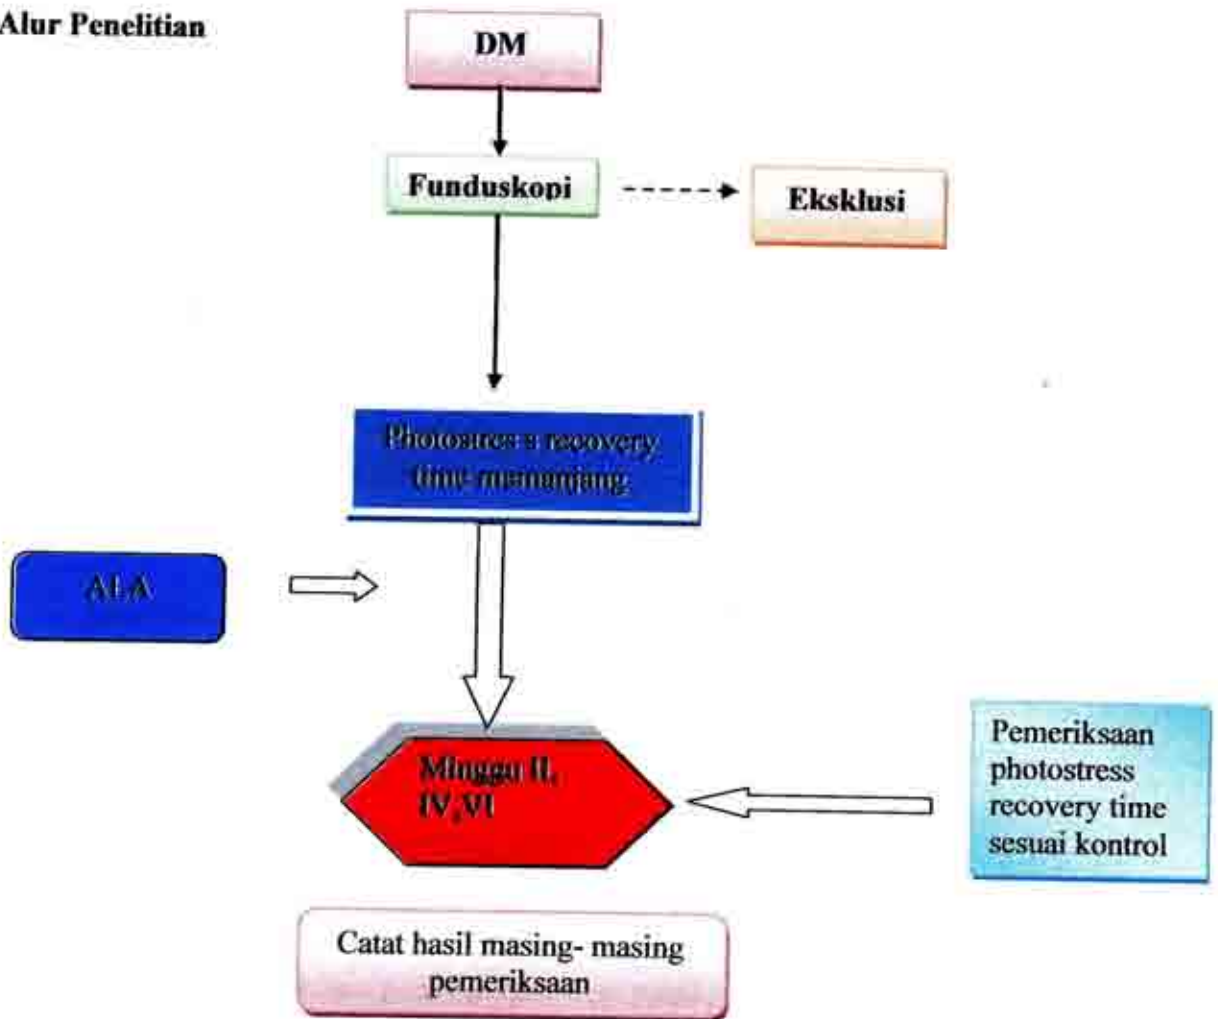 Alur Penelitian
DM
Funduskopi
Eksklusi
Photostres s recovery
time memanjang
ALA
Minggu II,
IV,VI
Pemeriksaan
photostress
recovery time
sesuai kontrol
Catat hasil masing- masing
pemeriksaan